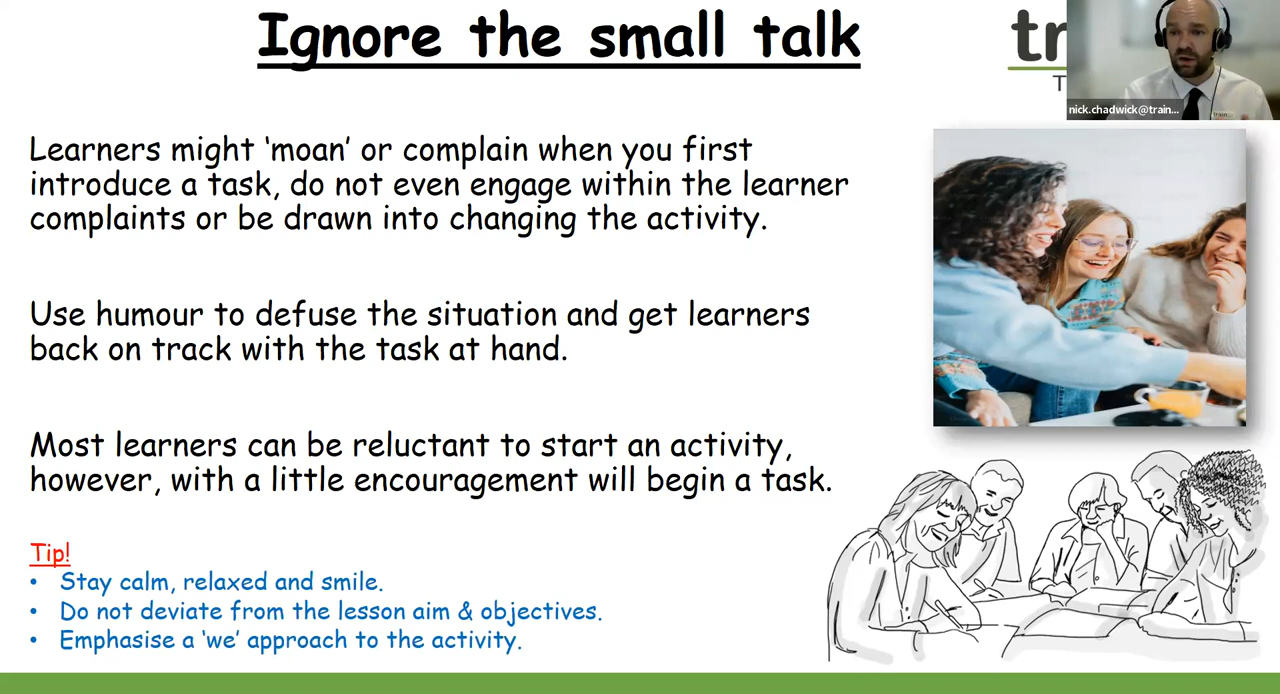 Ignore the small talk
tr
T
nick.chadwick@train...
Learners might ‘moan’ or complain when you first
introduce a task, do not even engage within the learner
complaints or be drawn into changing the activity.
Use humour to defuse the situation and get learners
back on track with the task at hand.
Most learners can be reluctant to start an activity,
however, with a little encouragement will begin a task.
Tip!
• Stay calm, relaxed and smile.
• Do not deviate from the lesson aim & objectives.
• Emphasise a ‘we’ approach to the activity.